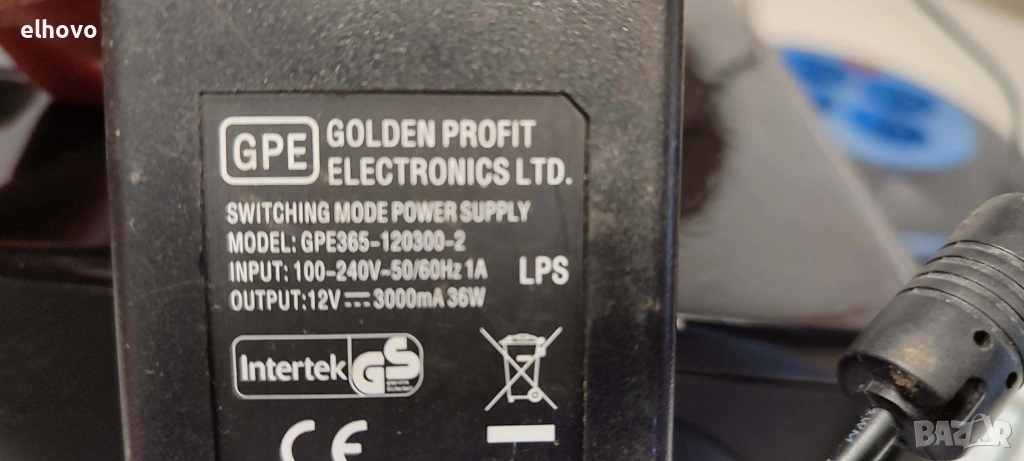 elhovo
GPE
GOLDEN PROFIT
ELECTRONICS LTD.
SWITCHING MODE POWER SUPPLY
MODEL: GPE365-120300-2
INPUT: 100-240V~50/60Hz 1A
OUTPUT:12V⎓3000mA 36W
LPS
Intertek
GS
CE
BAZAR